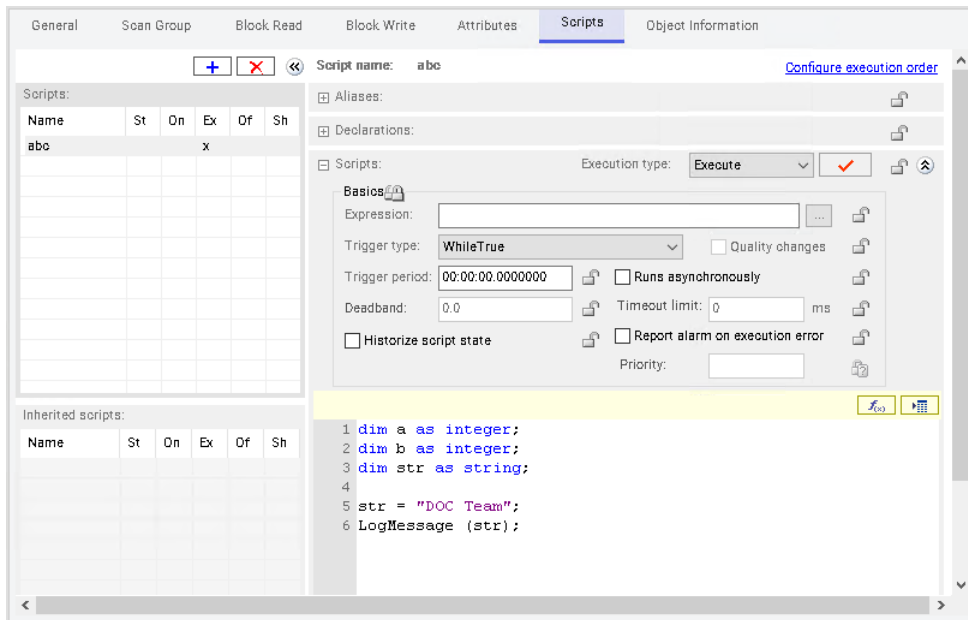 General Scan Group Block Read Block Write Attributes Scripts Object Information
Script name: abc Configure execution order
Scripts:
Name St On Ex Of Sh
abc x
Inherited scripts:
Name St On Ex Of Sh
Aliases:
Declarations:
Scripts: Execution type: Execute
Basics
Expression: ...
Trigger type: WhileTrue Quality changes
Trigger period: 00:00:00.0000000 Runs asynchronously
Deadband: 0.0 Timeout limit: 0 ms
Historize script state Report alarm on execution error
Priority:
f(x)
1 dim a as integer;
2 dim b as integer;
3 dim str as string;
4
5 str = "DOC Team";
6 LogMessage (str);